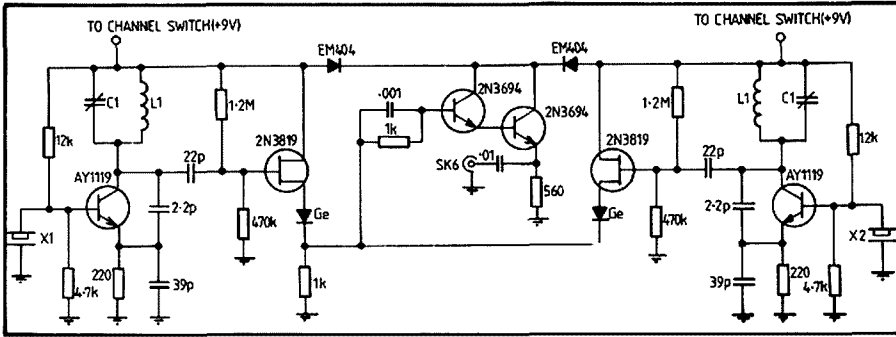 TO CHANNEL SWITCH(+9V)
TO CHANNEL SWITCH(+9V)
EM404
EM404
C1
L1
1·2M
·001
2N3694
2N3694
1·2M
L1
C1
12k
2N3819
1k
2N3819
12k
22p
SK6
·01
22p
AY1119
AY1119
2·2p
Ge
560
Ge
2·2p
470k
470k
X1
X2
4·7k
220
39p
1k
39p
220
4·7k